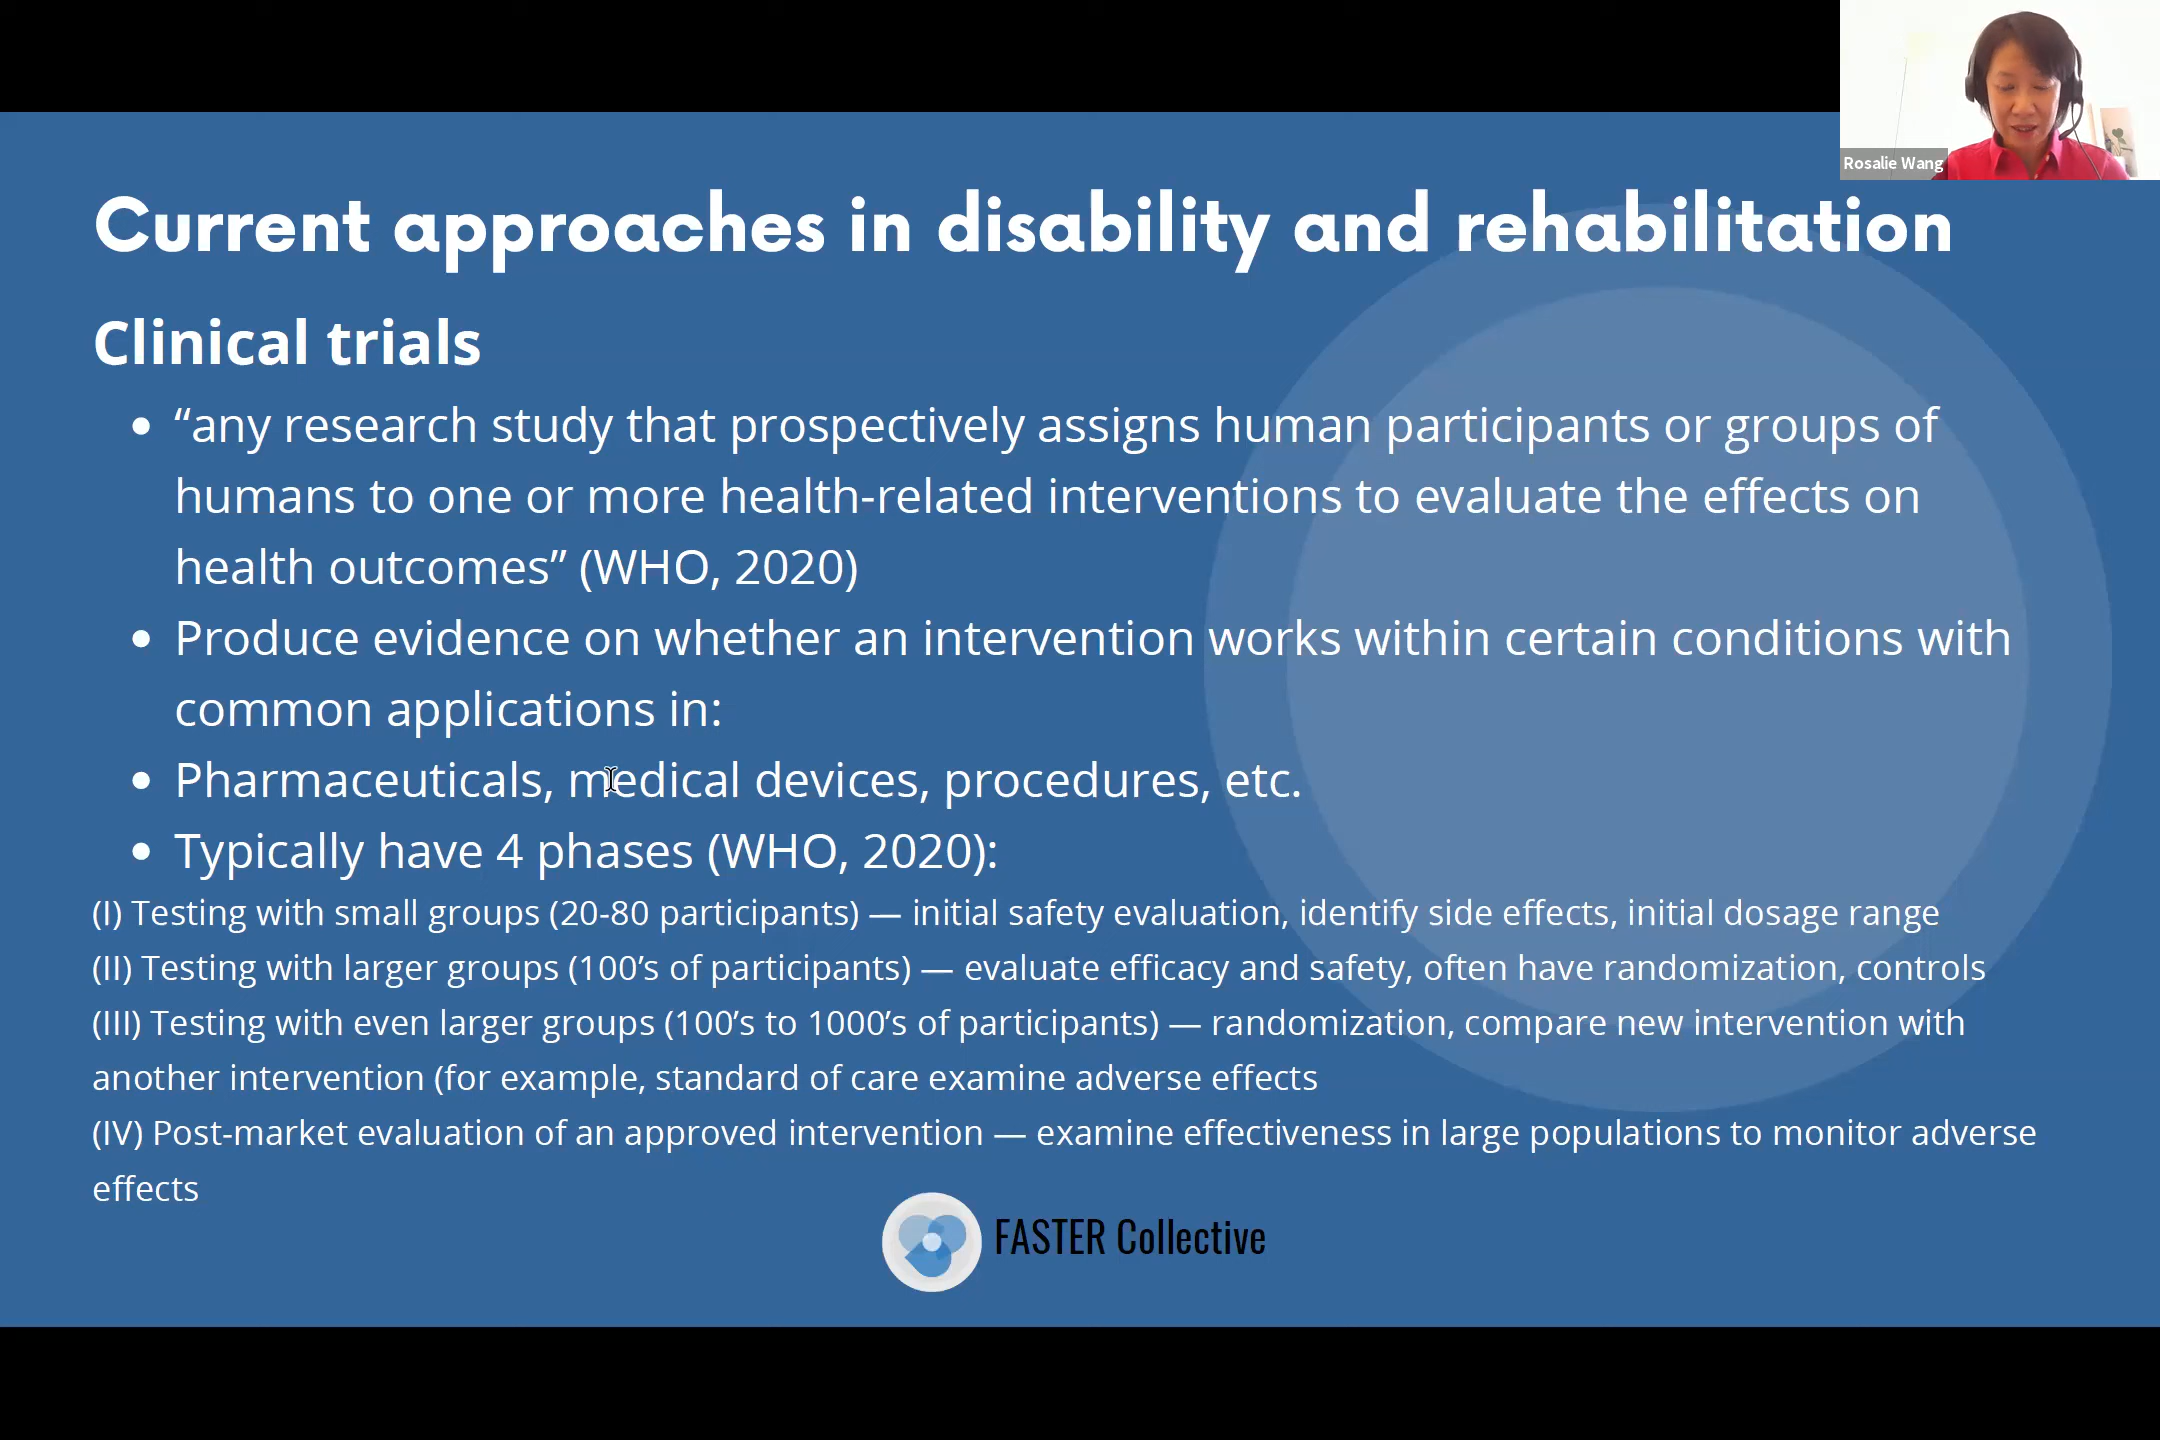 Rosalie Wang
Current approaches in disability and rehabilitation
Clinical trials
• “any research study that prospectively assigns human participants or groups of
humans to one or more health-related interventions to evaluate the effects on
health outcomes” (WHO, 2020)
• Produce evidence on whether an intervention works within certain conditions with
common applications in:
• Pharmaceuticals, medical devices, procedures, etc.
• Typically have 4 phases (WHO, 2020):
(I) Testing with small groups (20-80 participants) — initial safety evaluation, identify side effects, initial dosage range
(II) Testing with larger groups (100’s of participants) — evaluate efficacy and safety, often have randomization, controls
(III) Testing with even larger groups (100’s to 1000’s of participants) — randomization, compare new intervention with
another intervention (for example, standard of care examine adverse effects
(IV) Post-market evaluation of an approved intervention — examine effectiveness in large populations to monitor adverse
effects
FASTER Collective